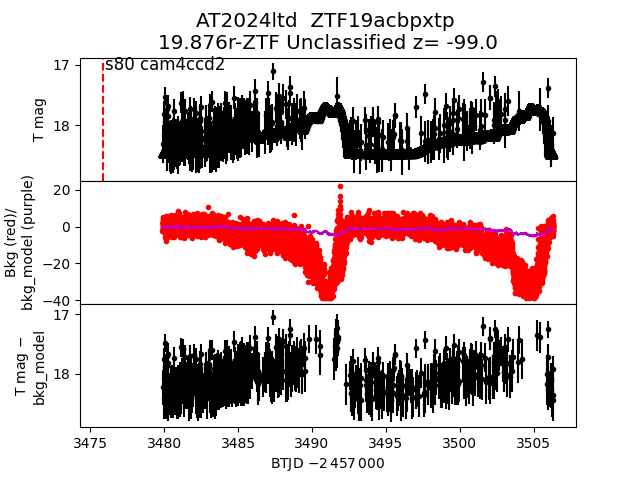 AT2024ltd  ZTF19acbpxtp
19.876r-ZTF Unclassified z= -99.0
s80 cam4ccd2
T mag
17
18
Bkg (red)/
bkg_model (purple)
20
0
−20
−40
T mag −
bkg_model
17
18
3475 3480 3485 3490 3495 3500 3505
BTJD −2 457 000